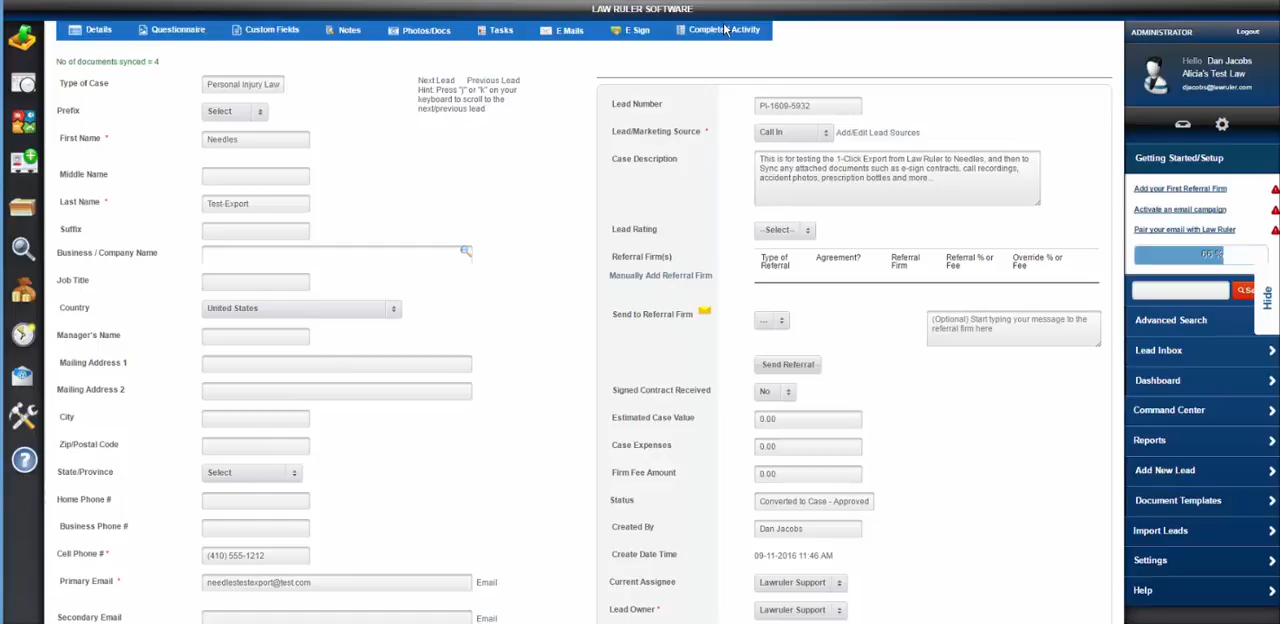 LAW RULER SOFTWARE
Details Questionnaire Custom Fields Notes Photos/Docs Tasks E Mails E Sign Complete Activity
ADMINISTRATOR Logout
Hello Dan Jacobs
Alicia's Test Law
djacobs@lawruler.com
No of documents synced = 4
Type of Case Personal Injury Law
Prefix Select
First Name * Needles
Middle Name
Last Name * Test-Export
Suffix
Business / Company Name
Job Title
Country United States
Manager's Name
Mailing Address 1
Mailing Address 2
City
Zip/Postal Code
State/Province Select
Home Phone #
Business Phone #
Cell Phone # * (410) 555-1212
Primary Email * needlestestexport@test.com Email
Secondary Email Email
Next Lead Previous Lead
Hint: Press "j" or "k" on your
keyboard to scroll to the
next/previous lead
Lead Number PI-1609-5932
Lead/Marketing Source * Call In Add/Edit Lead Sources
Case Description This is for testing the 1-Click Export from Law Ruler to Needles, and then to
Sync any attached documents such as e-sign contracts, call recordings,
accident photos, prescription bottles and more...
Lead Rating --Select--
Referral Firm(s)
Manually Add Referral Firm
Type of Referral Agreement? Referral Firm Referral % or Fee Override % or Fee
Send to Referral Firm ... (Optional) Start typing your message to the
referral firm here
Send Referral
Signed Contract Received No
Estimated Case Value 0.00
Case Expenses 0.00
Firm Fee Amount 0.00
Status Converted to Case - Approved
Created By Dan Jacobs
Create Date Time 09-11-2016 11:46 AM
Current Assignee Lawruler Support
Lead Owner * Lawruler Support
Getting Started/Setup
Add your First Referral Firm
Activate an email campaign
Pair your email with Law Ruler
Hide
Advanced Search
Lead Inbox
Dashboard
Command Center
Reports
Add New Lead
Document Templates
Import Leads
Settings
Help